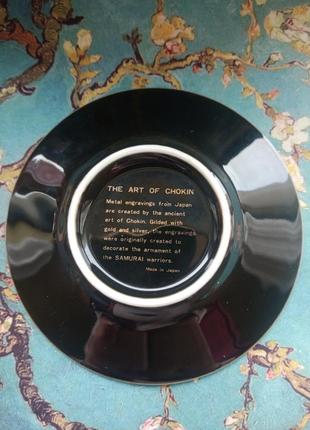 THE ART OF CHOKIN
Metal engravings from Japan
are created by the ancient
art of Chokin. Gilded with
gold and silver, the engravings
were originally created to
decorate the armament of
the SAMURAI warriors.
Made in Japan